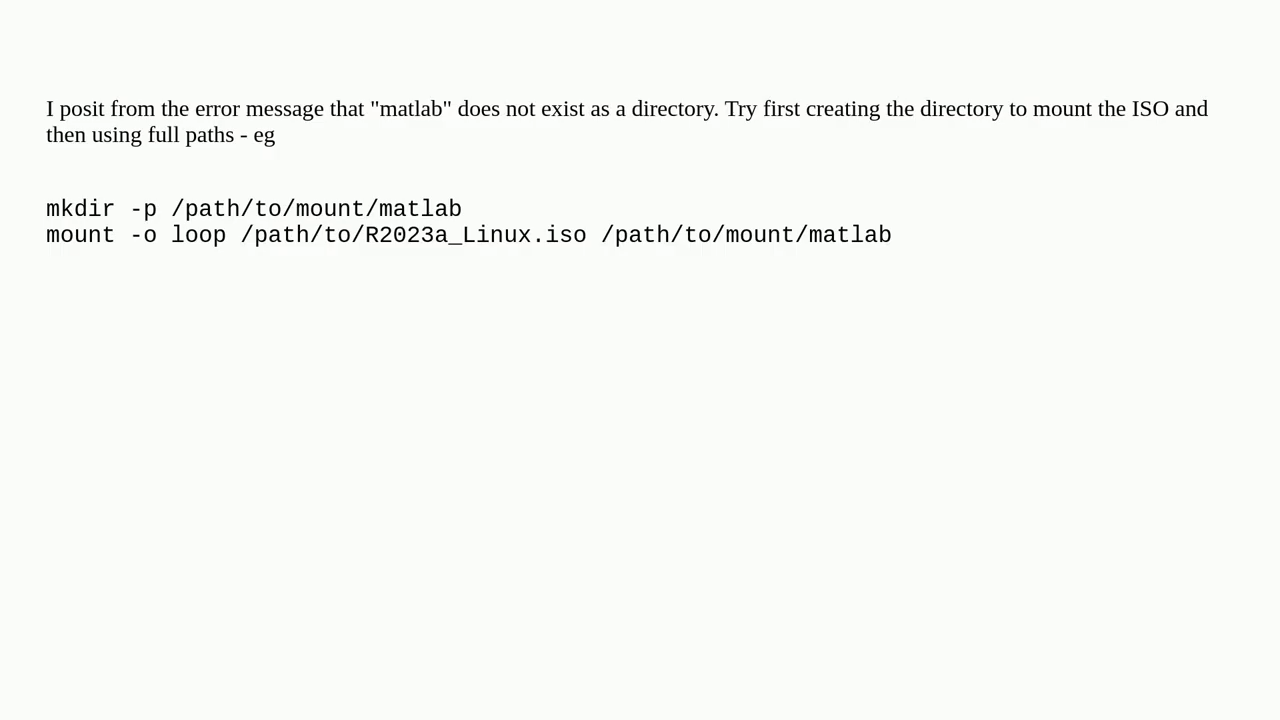 I posit from the error message that "matlab" does not exist as a directory. Try first creating the directory to mount the ISO and
then using full paths - eg
mkdir -p /path/to/mount/matlab
mount -o loop /path/to/R2023a_Linux.iso /path/to/mount/matlab